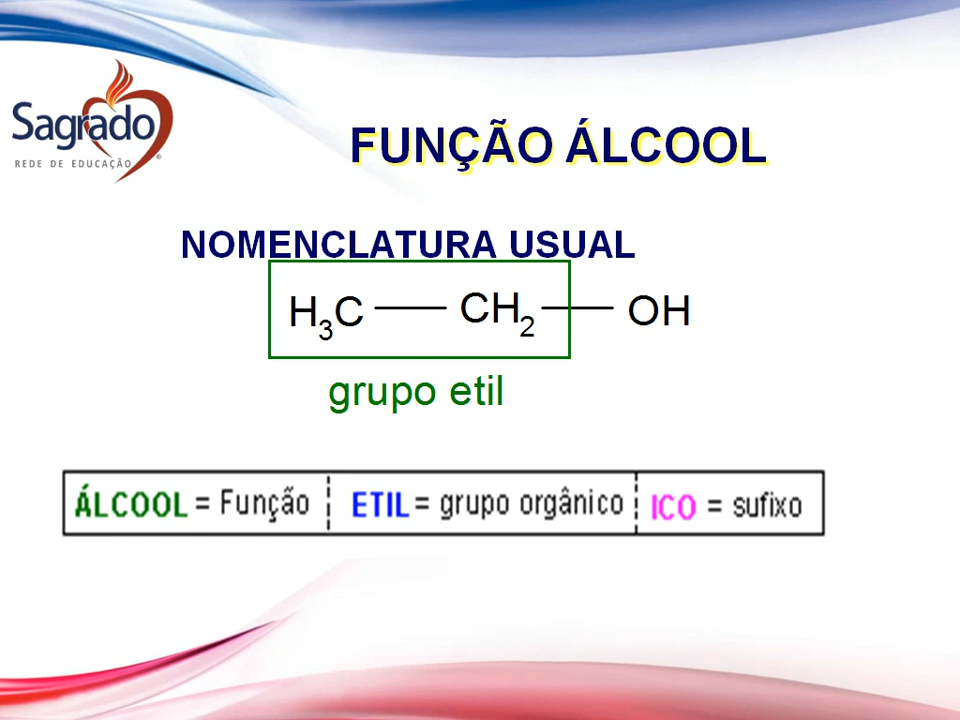 Sagrado
REDE DE EDUCAÇÃO ®
FUNÇÃO ÁLCOOL
NOMENCLATURA USUAL
H₃C — CH₂ — OH
grupo etil
ÁLCOOL = Função ETIL = grupo orgânico ICO = sufixo